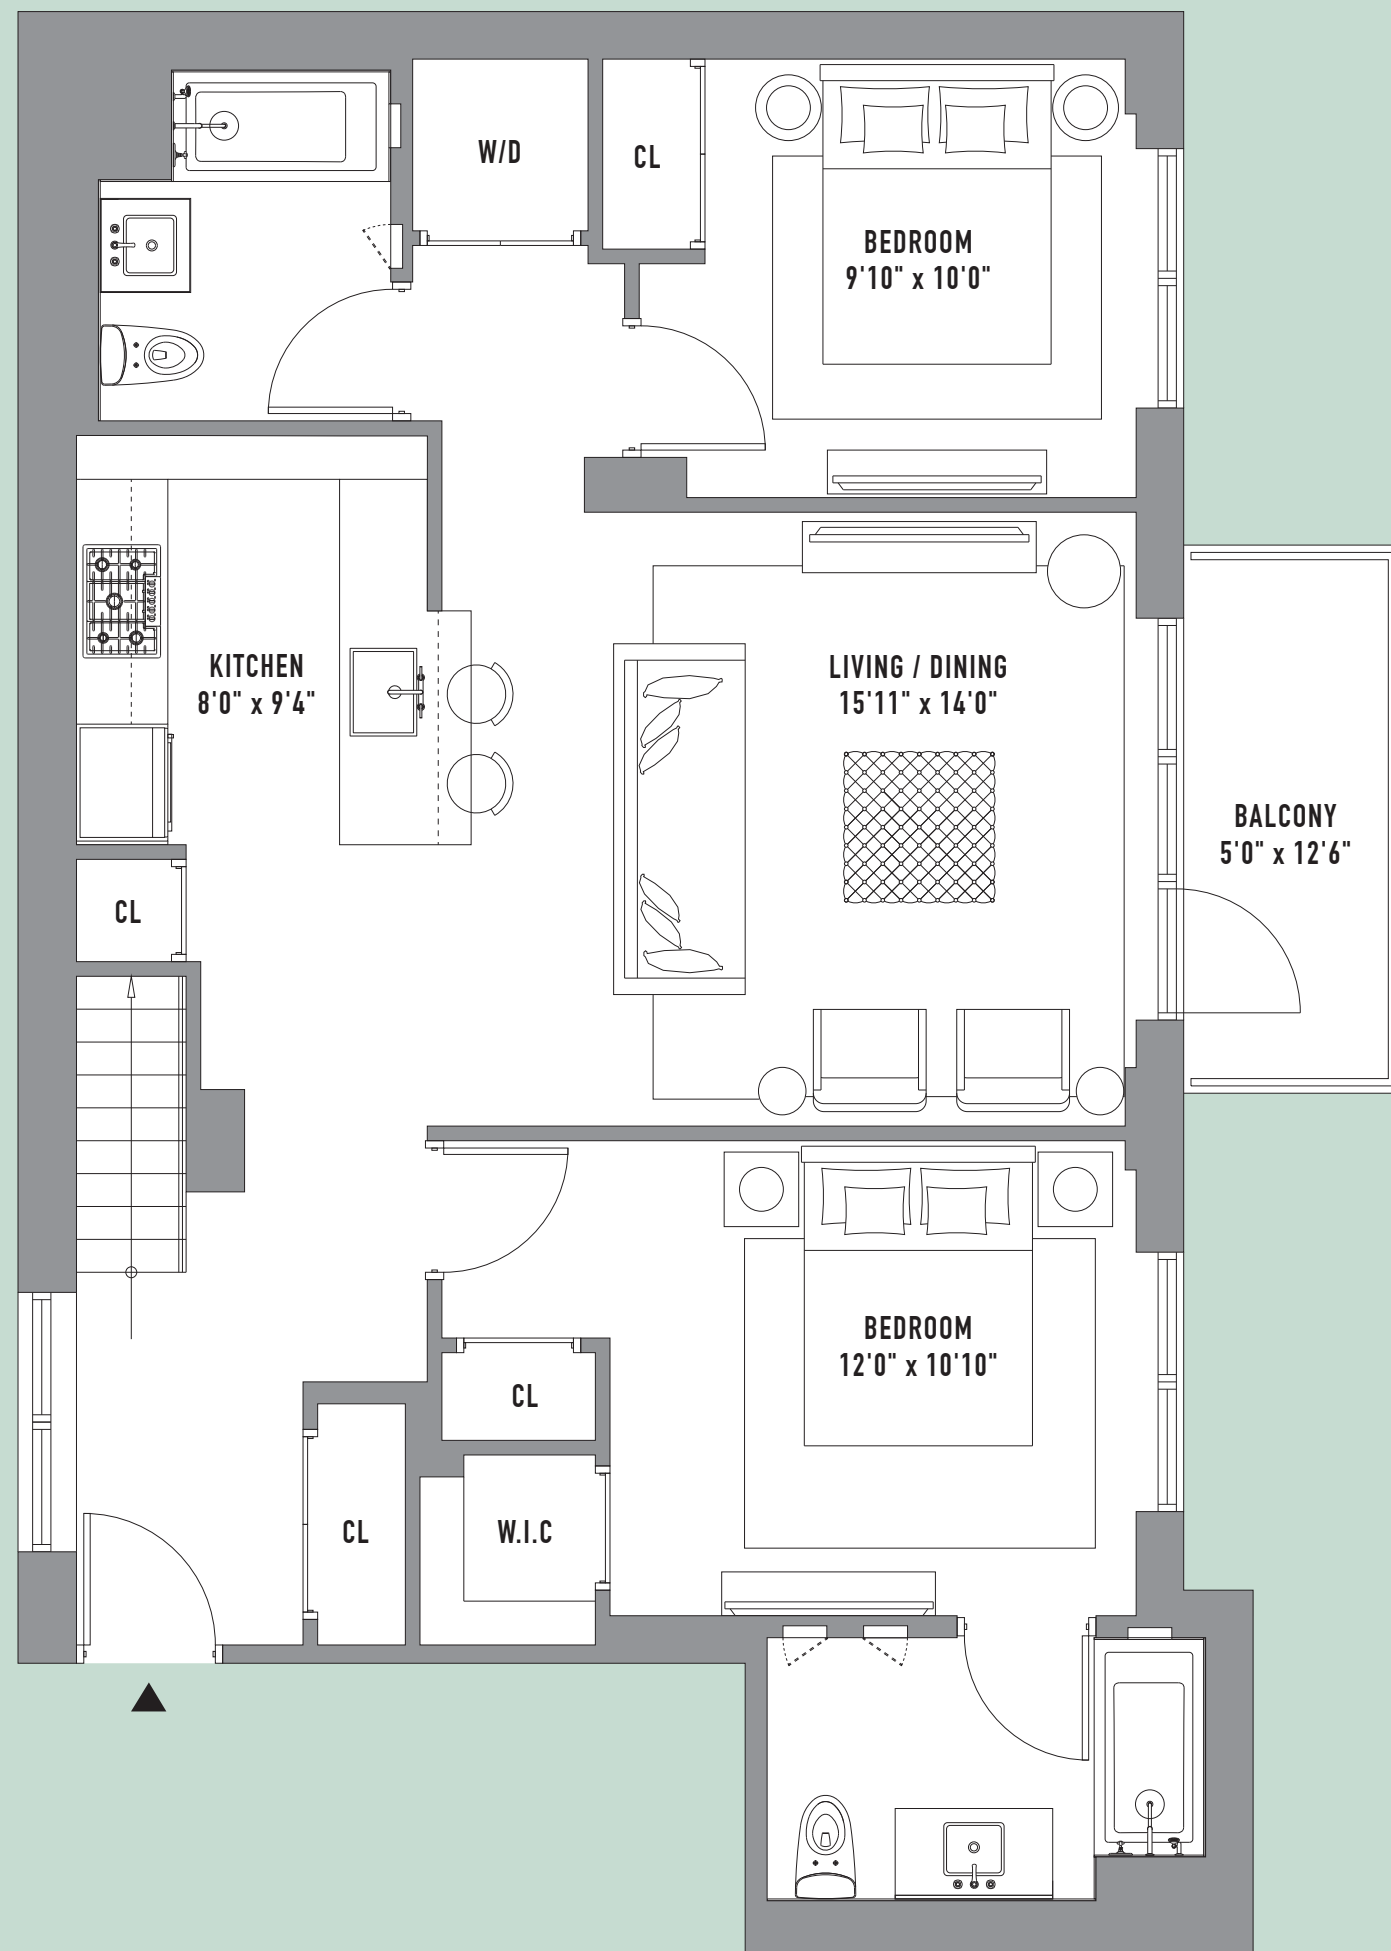 W/D
CL
BEDROOM
9'10" x 10'0"
KITCHEN
8'0" x 9'4"
LIVING / DINING
15'11" x 14'0"
BALCONY
5'0" x 12'6"
CL
BEDROOM
12'0" x 10'10"
CL
CL
W.I.C